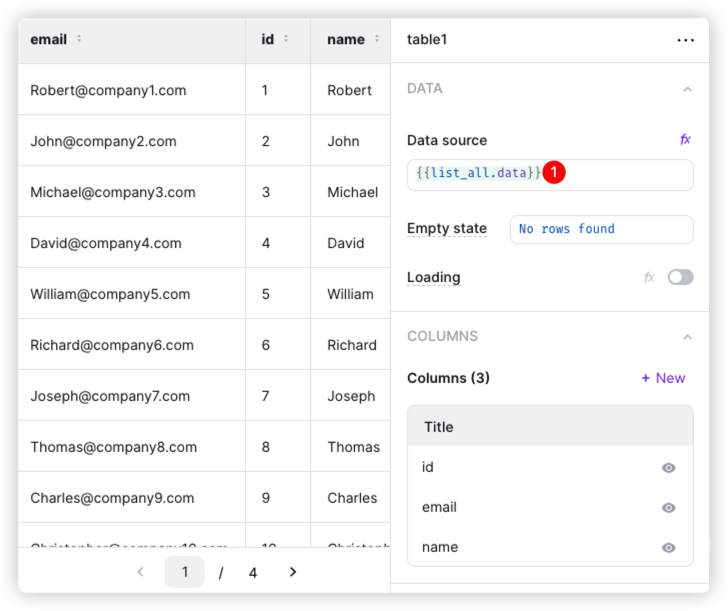 email id name
Robert@company1.com 1 Robert
John@company2.com 2 John
Michael@company3.com 3 Michael
David@company4.com 4 David
William@company5.com 5 William
Richard@company6.com 6 Richard
Joseph@company7.com 7 Joseph
Thomas@company8.com 8 Thomas
Charles@company9.com 9 Charles
1 / 4
table1
DATA
Data source fx
{{list_all.data}} 1
Empty state No rows found
Loading fx
COLUMNS
Columns (3) + New
Title
id
email
name